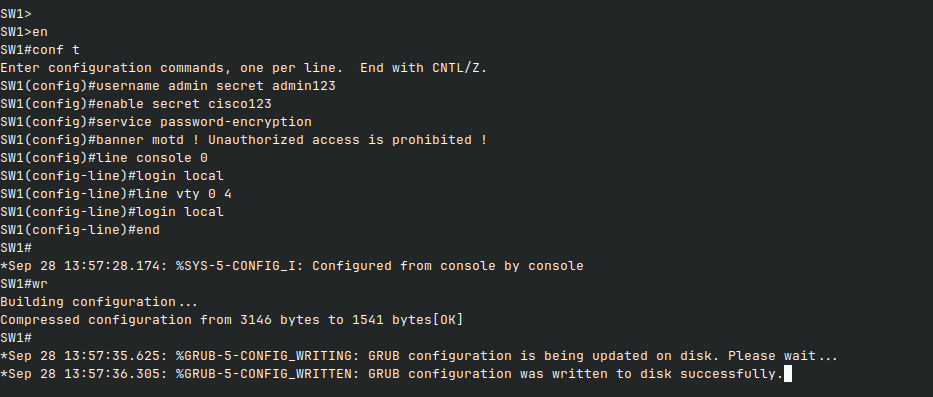 SW1>
SW1>en
SW1#conf t
Enter configuration commands, one per line.  End with CNTL/Z.
SW1(config)#username admin secret admin123
SW1(config)#enable secret cisco123
SW1(config)#service password-encryption
SW1(config)#banner motd ! Unauthorized access is prohibited !
SW1(config)#line console 0
SW1(config-line)#login local
SW1(config-line)#line vty 0 4
SW1(config-line)#login local
SW1(config-line)#end
SW1#
*Sep 28 13:57:28.174: %SYS-5-CONFIG_I: Configured from console by console
SW1#wr
Building configuration...
Compressed configuration from 3146 bytes to 1541 bytes[OK]
SW1#
*Sep 28 13:57:35.625: %GRUB-5-CONFIG_WRITING: GRUB configuration is being updated on disk. Please wait...
*Sep 28 13:57:36.305: %GRUB-5-CONFIG_WRITTEN: GRUB configuration was written to disk successfully.